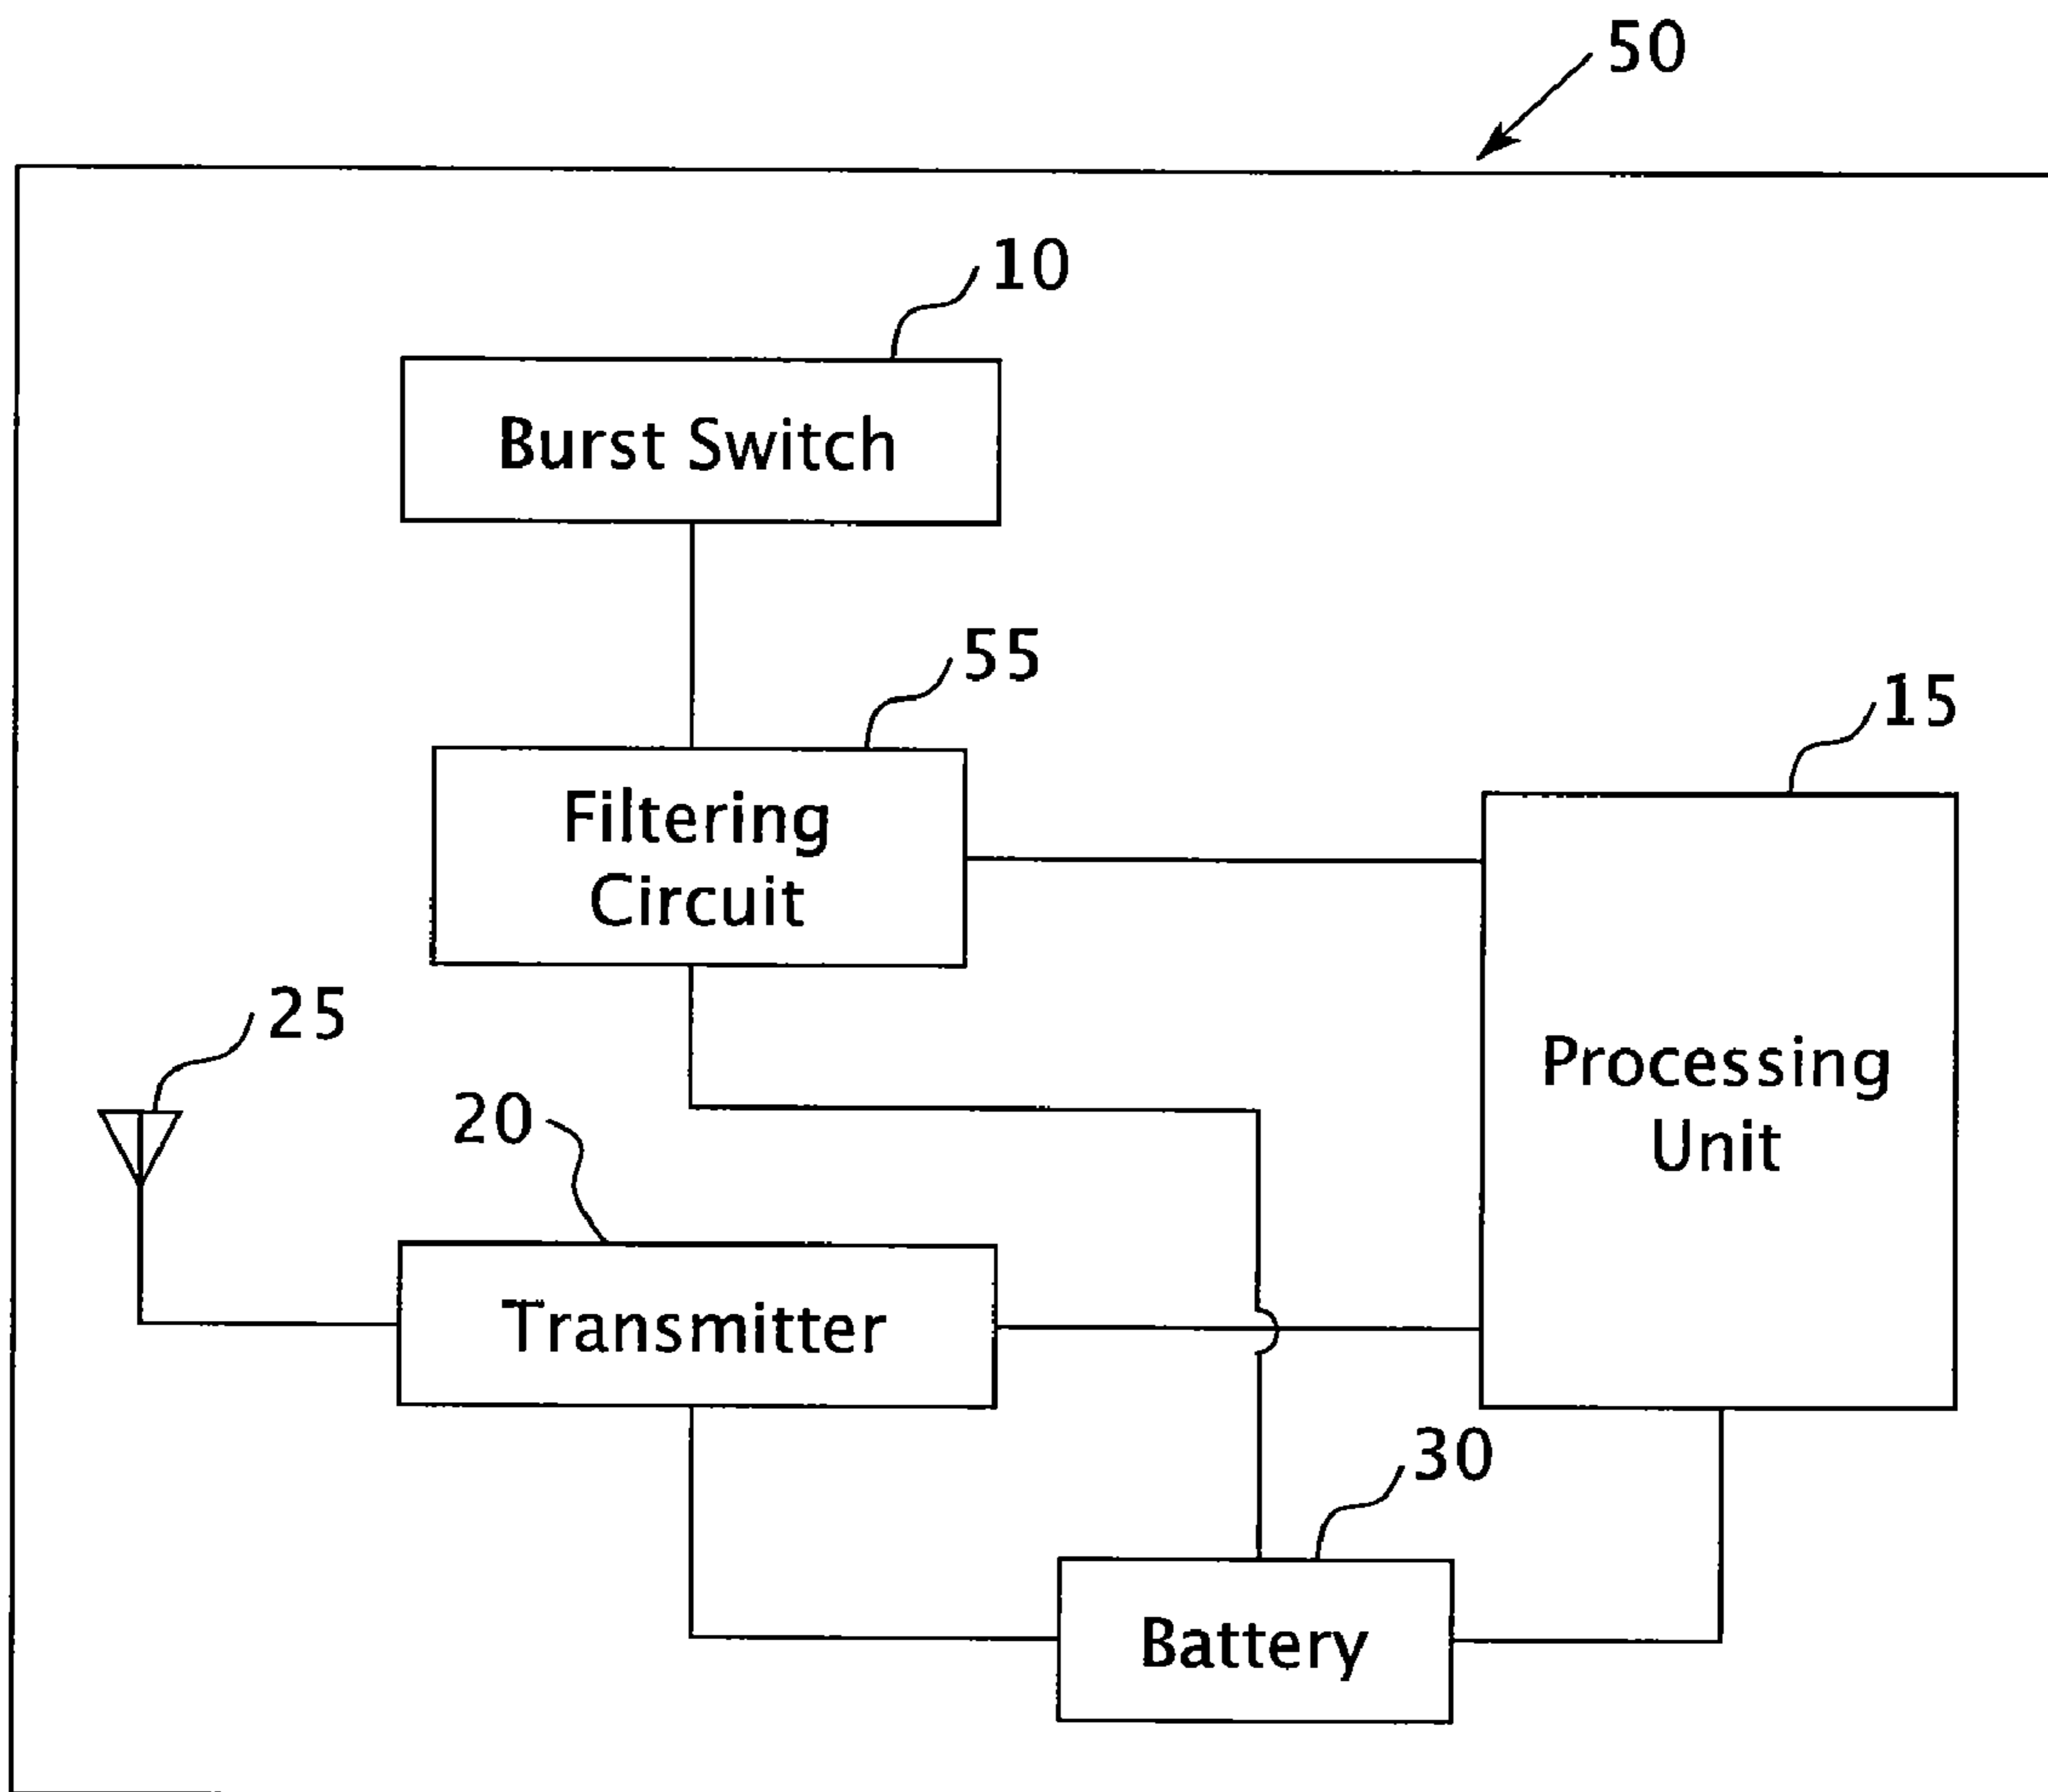 50
10
Burst Switch
55
15
Filtering
Circuit
25
Processing
Unit
20
Transmitter
30
Battery